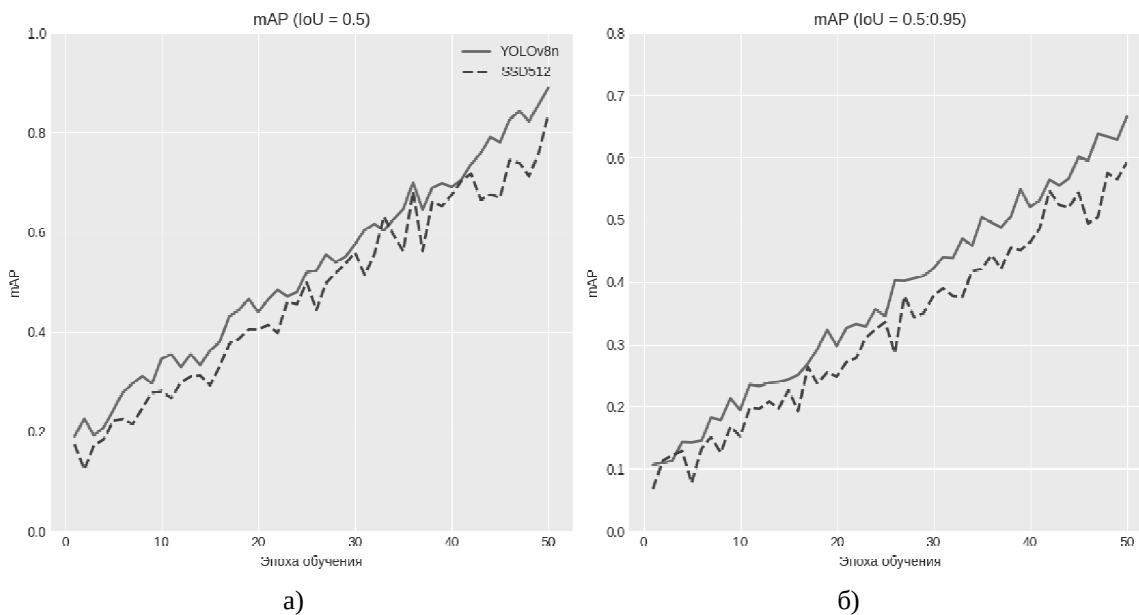 mAP (IoU = 0.5)
1.0
0.8
0.6
0.4
0.2
0.0
mAP
YOLOv8n
SSD512
0 10 20 30 40 50
Эпоха обучения
а)
mAP (IoU = 0.5:0.95)
0.8
0.7
0.6
0.5
0.4
0.3
0.2
0.1
0.0
mAP
0 10 20 30 40 50
Эпоха обучения
б)